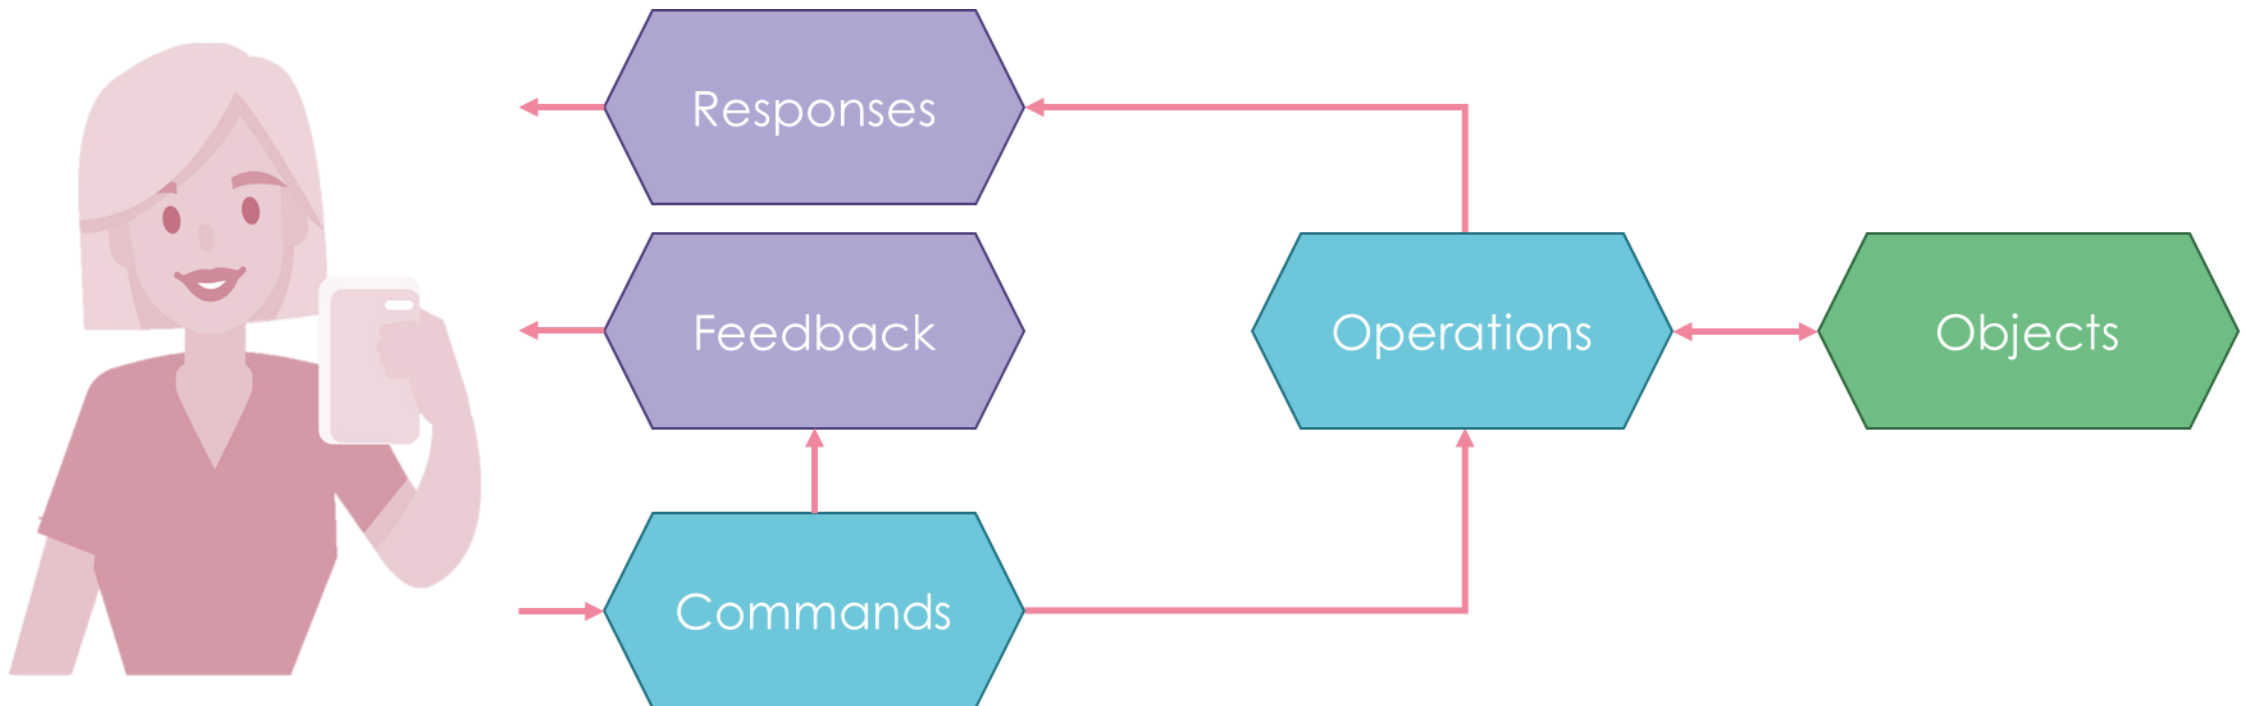 Responses
Feedback
Operations
Objects
Commands